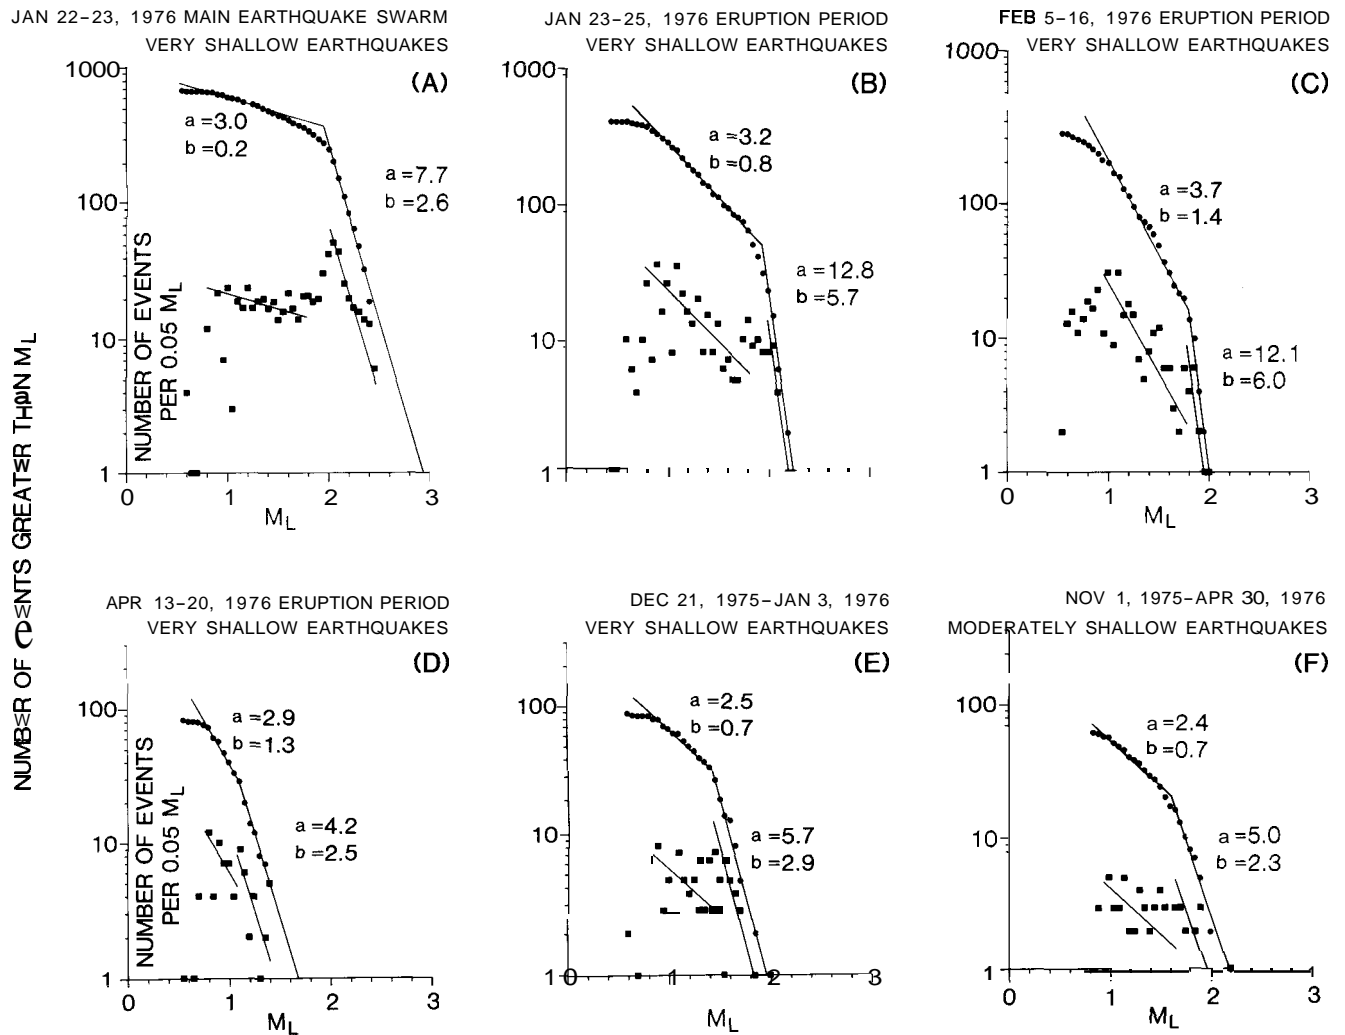 JAN 22-23, 1976 MAIN EARTHQUAKE SWARM
VERY SHALLOW EARTHQUAKES
(A)
1000
100
10
1
a=3.0
b=0.2
a=7.7
b=2.6
NUMBER OF EVENTS
PER 0.05 ML
0 1 2 3
ML
JAN 23-25, 1976 ERUPTION PERIOD
VERY SHALLOW EARTHQUAKES
(B)
1000
100
10
1
a=3.2
b=0.8
a=12.8
b=5.7
FEB 5-16, 1976 ERUPTION PERIOD
VERY SHALLOW EARTHQUAKES
(C)
1000
100
10
1
a=3.7
b=1.4
a=12.1
b=6.0
0 1 2 3
ML
NUMBER OF EVENTS GREATER THAN ML
APR 13-20, 1976 ERUPTION PERIOD
VERY SHALLOW EARTHQUAKES
(D)
100
10
1
a=2.9
b=1.3
a=4.2
b=2.5
NUMBER OF EVENTS
PER 0.05 ML
0 1 2 3
ML
DEC 21, 1975-JAN 3, 1976
VERY SHALLOW EARTHQUAKES
(E)
100
10
1
a=2.5
b=0.7
a=5.7
b=2.9
0 1 2 3
ML
NOV 1, 1975-APR 30, 1976
MODERATELY SHALLOW EARTHQUAKES
(F)
100
10
1
a=2.4
b=0.7
a=5.0
b=2.3
0 1 2 3
ML